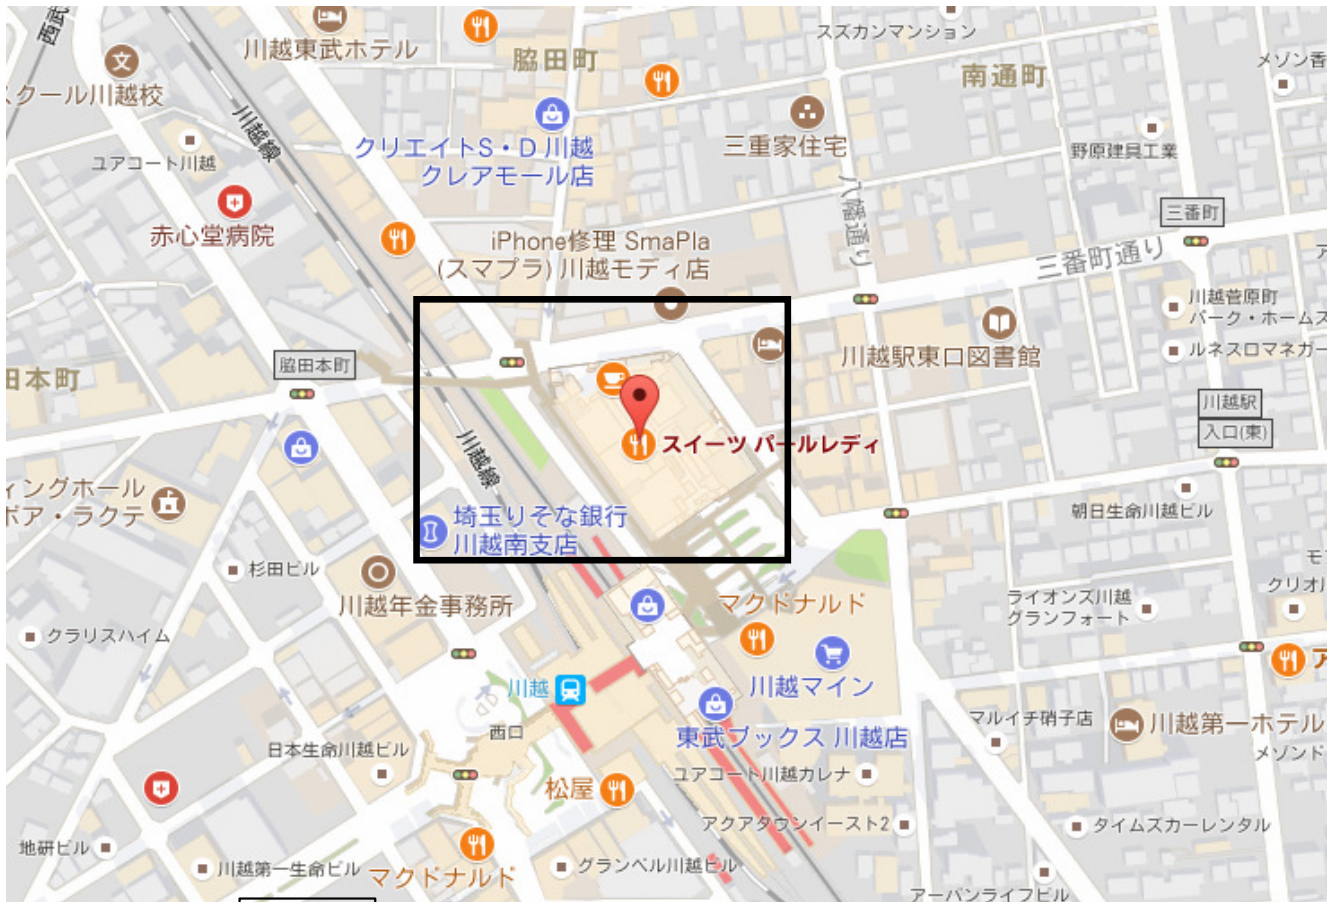 西武
川越東武ホテル
脇田町
スズカンマンション
南通町
メゾン香
クール川越校
川越線
ユアコート川越
クリエイトS・D 川越
クレアモール店
三重家住宅
野原建具工業
八幡通り
三番町
赤心堂病院
iPhone修理 SmaPla
(スマプラ) 川越モディ店
三番町通り
川越菅原町
パーク・ホームズ
ルネスロマネガー
川越駅東口図書館
脇田本町
田本町
川越駅
入口(東)
川越線
スイーツ パールレディ
ィングホール
ボア・ラクテ
埼玉りそな銀行
川越南支店
朝日生命川越ビル
杉田ビル
川越年金事務所
マクドナルド
ライオンズ川越
グランフォート
モ
クリオ川
クラリスハイム
川越
川越マイン
ア
西口
東武ブックス 川越店
マルイチ硝子店
川越第一ホテル
メゾンド
日本生命川越ビル
ユアコート川越カレナ
松屋
アクアタウンイースト2
タイムズカーレンタル
地研ビル
川越第一生命ビル
マクドナルド
グランベル川越ビル
アーバンライフビル